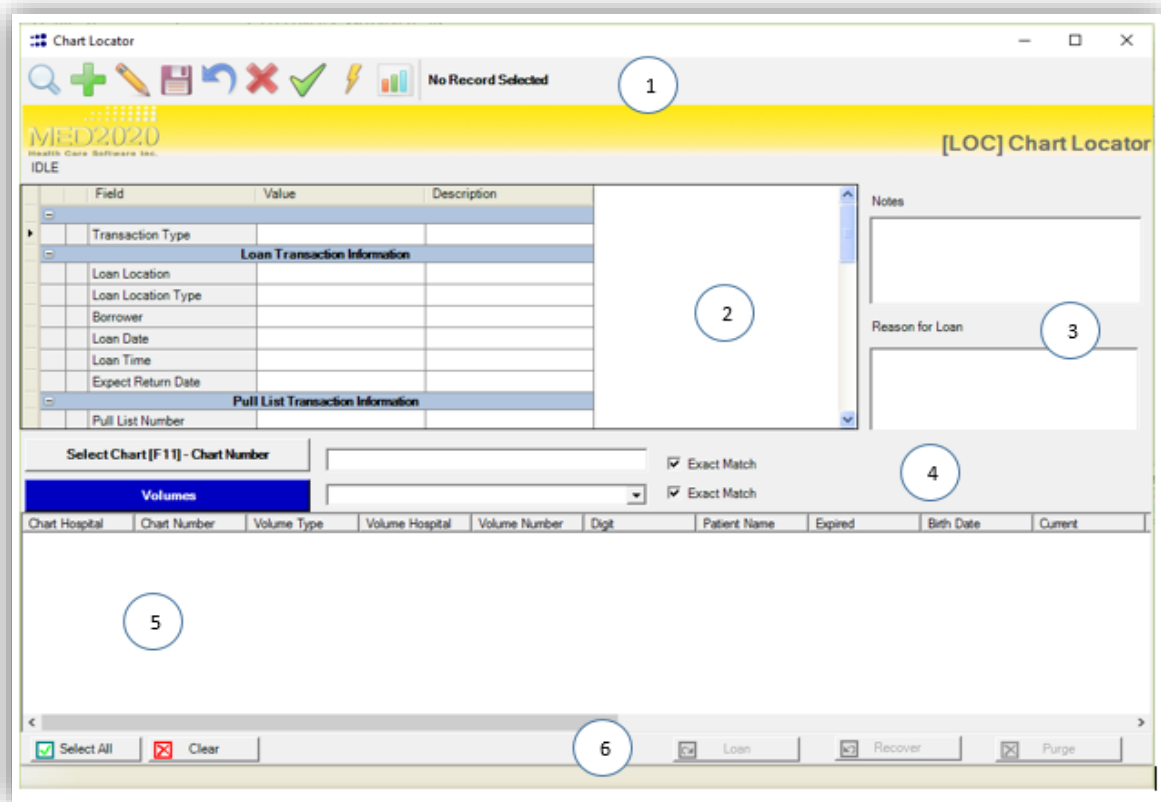 Chart Locator
No Record Selected
1
MED2020
Health Care Software Inc.
[LOC] Chart Locator
IDLE
Field Value Description
Transaction Type
Loan Transaction Information
Loan Location
Loan Location Type
Borrower
Loan Date
Loan Time
Expect Return Date
Pull List Transaction Information
Pull List Number
2
Notes
Reason for Loan
3
Select Chart [F11] - Chart Number
Exact Match
Volumes
Exact Match
4
Chart Hospital Chart Number Volume Type Volume Hospital Volume Number Digit Patient Name Expired Birth Date Current
5
Select All Clear 6 Loan Recover Purge